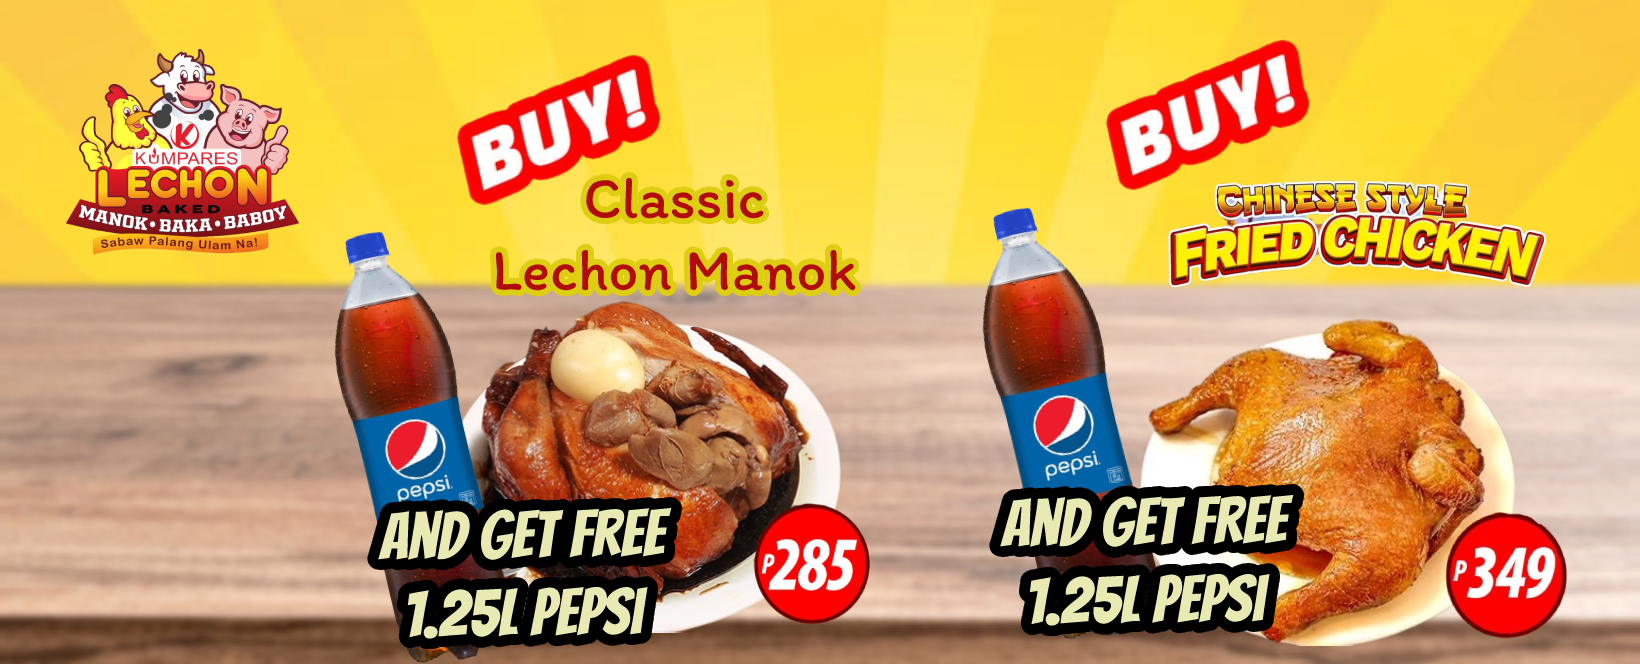 KUMPARES
LECHON
BAKED
MANOK • BAKA • BABOY
Sabaw Palang Ulam Na!
BUY!
Classic
Lechon Manok
pepsi
AND GET FREE
1.25L PEPSI
₱285
BUY!
CHINESE STYLE
FRIED CHICKEN
pepsi
AND GET FREE
1.25L PEPSI
₱349